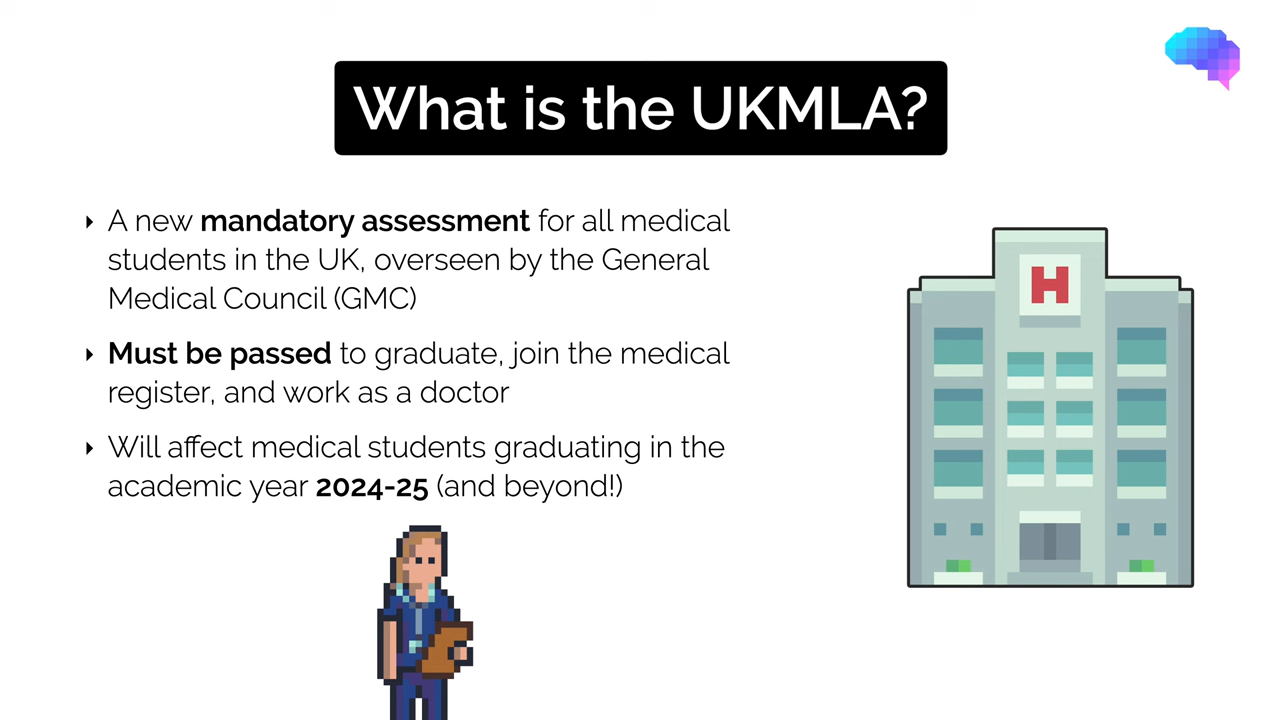 What is the UKMLA?
‣ A new mandatory assessment for all medical
students in the UK, overseen by the General
Medical Council (GMC)
‣ Must be passed to graduate, join the medical
register, and work as a doctor
‣ Will affect medical students graduating in the
academic year 2024-25 (and beyond!)
H